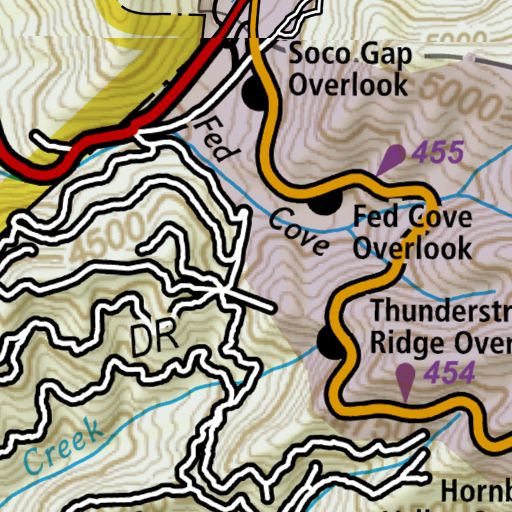 5000
Soco Gap
Overlook
5000
Fed
455
Cove
Fed Cove
Overlook
4500
Thunderstr
Ridge Over
DR
454
Creek
Hornb